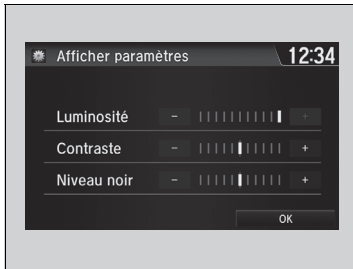 Afficher paramètres 12:34
Luminosité - +
Contraste - +
Niveau noir - +
OK